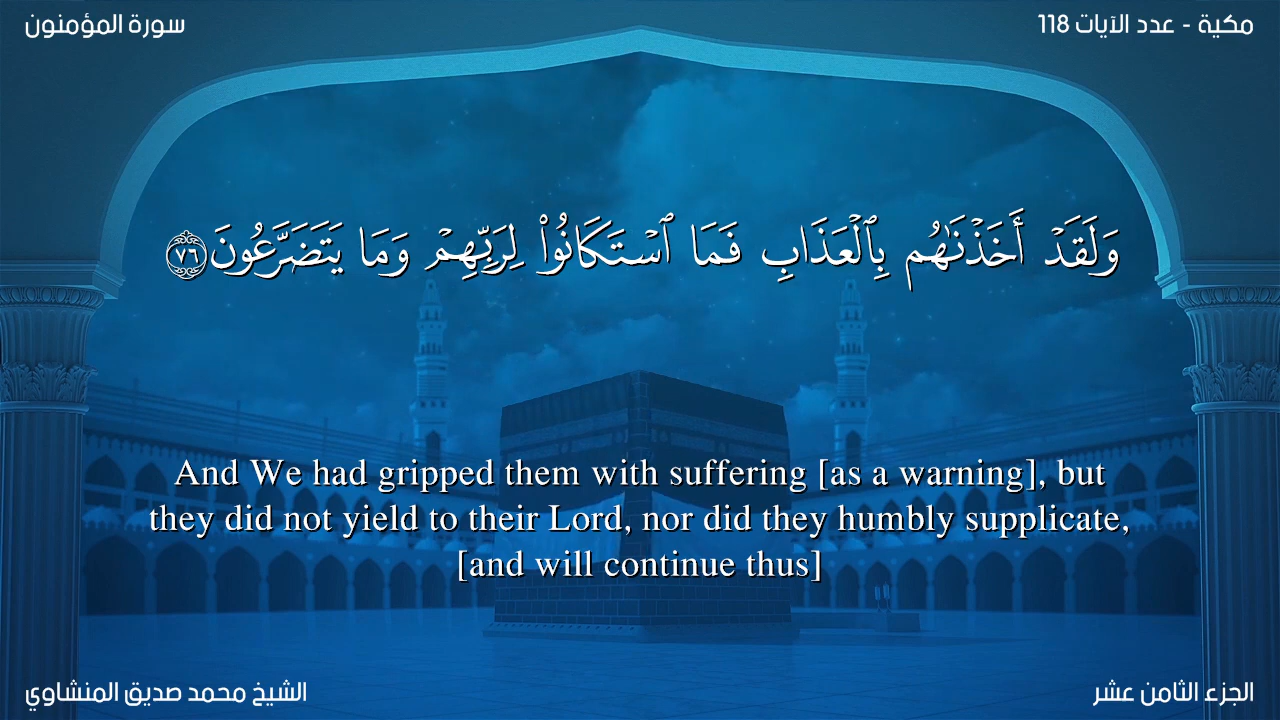 سورة المؤمنون
مكية - عدد الآيات 118
وَلَقَدْ أَخَذْنَٰهُم بِٱلْعَذَابِ فَمَا ٱسْتَكَانُوا۟ لِرَبِّهِمْ وَمَا يَتَضَرَّعُونَ ٧٦
And We had gripped them with suffering [as a warning], but
they did not yield to their Lord, nor did they humbly supplicate,
[and will continue thus]
الشيخ محمد صديق المنشاوي
الجزء الثامن عشر